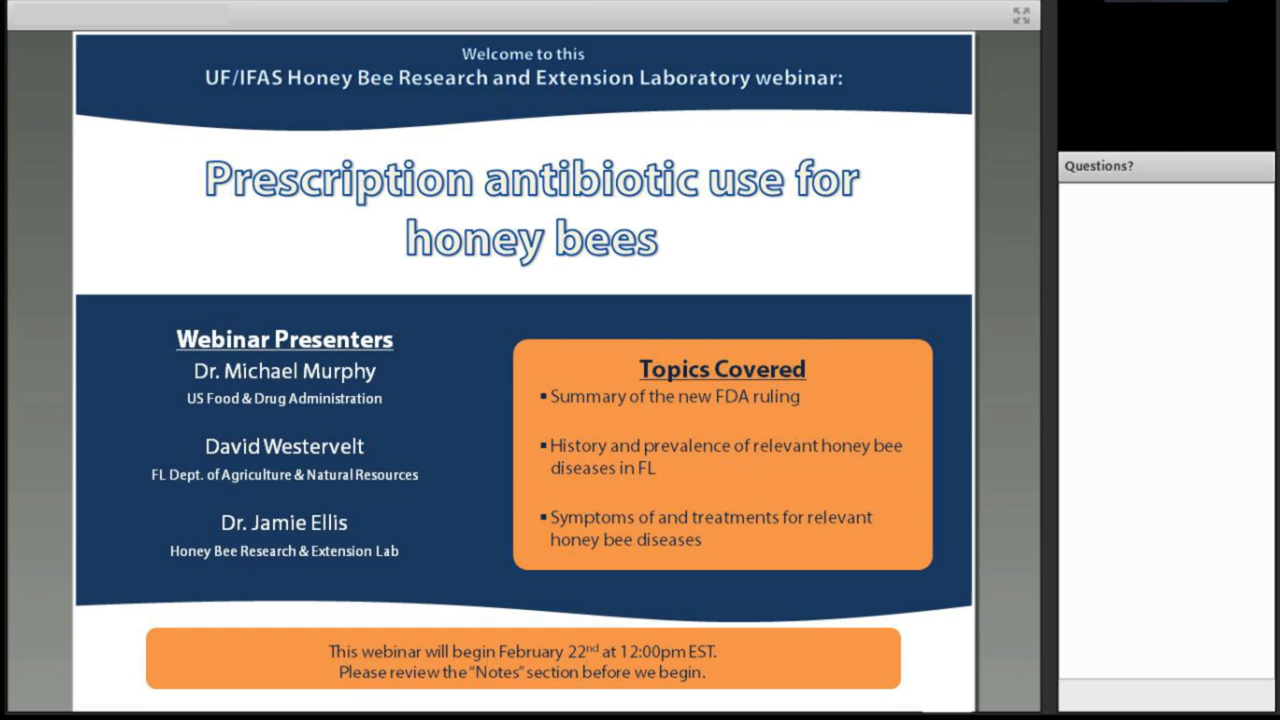 Welcome to this
UF/IFAS Honey Bee Research and Extension Laboratory webinar:
Prescription antibiotic use for
honey bees
Webinar Presenters
Dr. Michael Murphy
US Food & Drug Administration
David Westervelt
FL Dept. of Agriculture & Natural Resources
Dr. Jamie Ellis
Honey Bee Research & Extension Lab
Topics Covered
▪ Summary of the new FDA ruling
▪ History and prevalence of relevant honey bee
diseases in FL
▪ Symptoms of and treatments for relevant
honey bee diseases
This webinar will begin February 22nd at 12:00pm EST.
Please review the “Notes” section before we begin.
Questions?